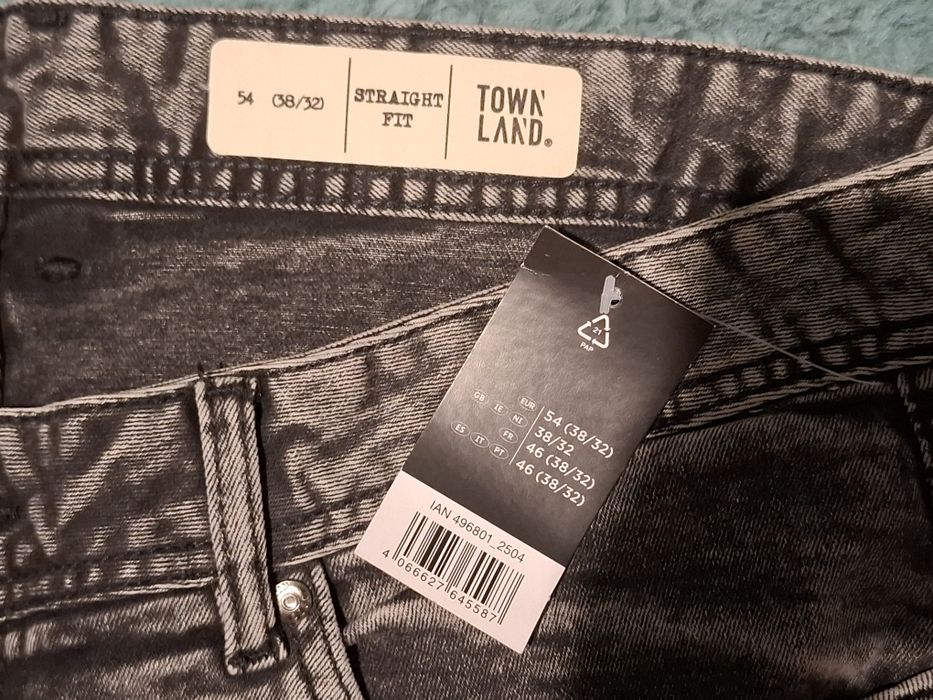 54 (38/32)
STRAIGHT
FIT
TOWN
LAND®
21
PAP
EUR 54 (38/32)
GB IE NI 38/32
FR 46 (38/32)
ES IT PT 46 (38/32)
IAN 496801_2504
4 066627 645587